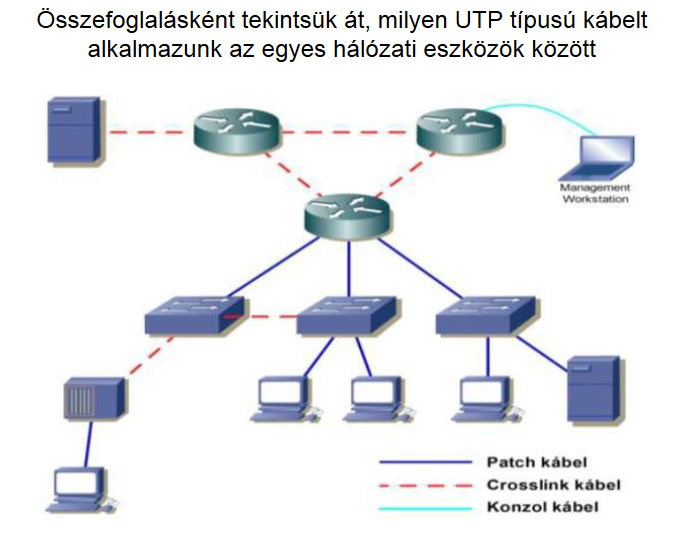 Összefoglalásként tekintsük át, milyen UTP típusú kábelt
alkalmazunk az egyes hálózati eszközök között
Management
Workstation
Patch kábel
Crosslink kábel
Konzol kábel